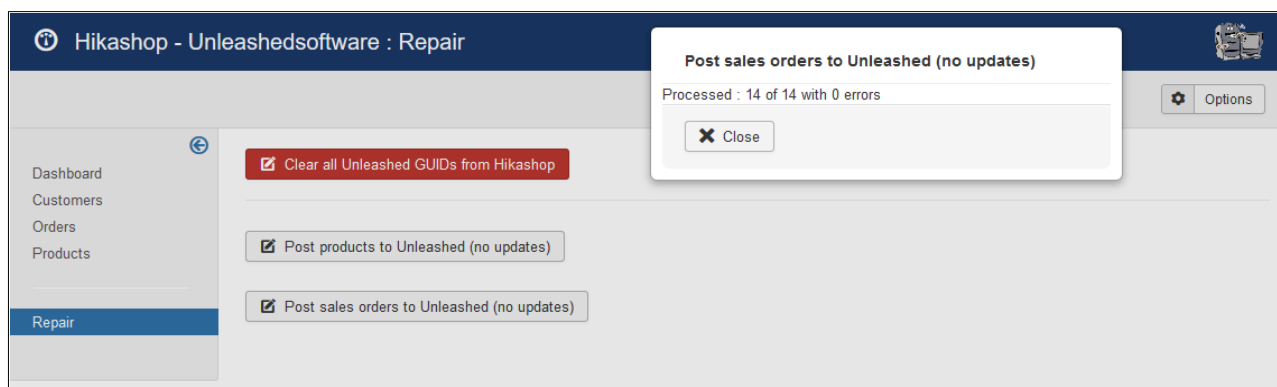 Hikashop - Unleashedsoftware : Repair
Post sales orders to Unleashed (no updates)
Processed : 14 of 14 with 0 errors
Close
Options
Clear all Unleashed GUIDs from Hikashop
Dashboard
Customers
Orders
Products
Post products to Unleashed (no updates)
Post sales orders to Unleashed (no updates)
Repair